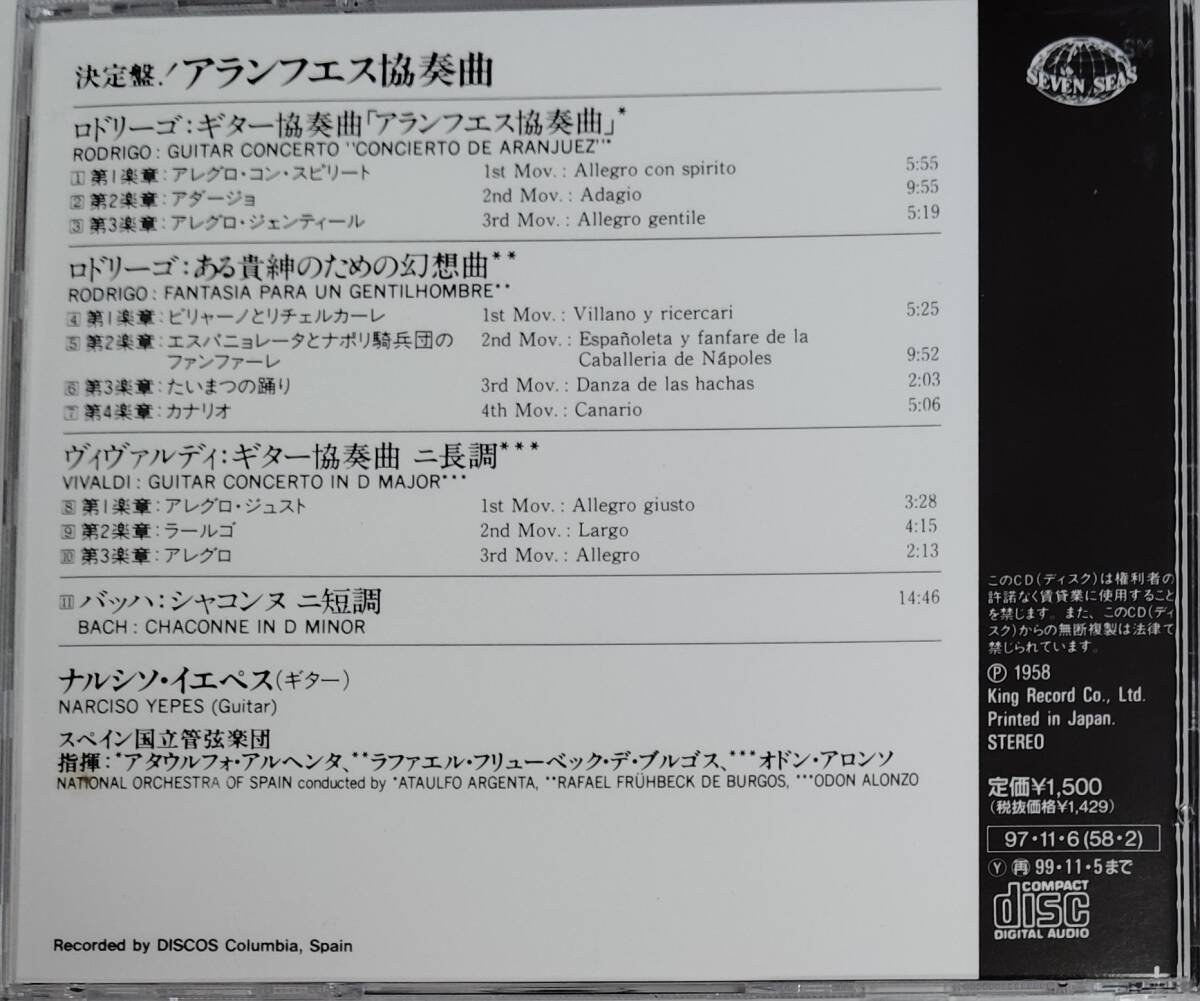 決定盤!アランフエス協奏曲
ロドリーゴ:ギター協奏曲「アランフエス協奏曲」*
RODRIGO: GUITAR CONCERTO "CONCIERTO DE ARANJUEZ"*
1 第1楽章:アレグロ・コン・スピリート 1st Mov.: Allegro con spirito 5:55
2 第2楽章:アダージョ 2nd Mov.: Adagio 9:55
3 第3楽章:アレグロ・ジェンティール 3rd Mov.: Allegro gentile 5:19
ロドリーゴ:ある貴紳のための幻想曲**
RODRIGO: FANTASIA PARA UN GENTILHOMBRE**
4 第1楽章:ビリャーノとリチェルカーレ 1st Mov.: Villano y ricercari 5:25
5 第2楽章:エスパニョレータとナポリ騎兵団の 2nd Mov.: Españoleta y fanfare de la
ファンファーレ Caballeria de Nápoles 9:52
6 第3楽章:たいまつの踊り 3rd Mov.: Danza de las hachas 2:03
7 第4楽章:カナリオ 4th Mov.: Canario 5:06
ヴィヴァルディ:ギター協奏曲 ニ長調***
VIVALDI: GUITAR CONCERTO IN D MAJOR***
8 第1楽章:アレグロ・ジュスト 1st Mov.: Allegro giusto 3:28
9 第2楽章:ラールゴ 2nd Mov.: Largo 4:15
10 第3楽章:アレグロ 3rd Mov.: Allegro 2:13
11 バッハ:シャコンヌ ニ短調 14:46
BACH: CHACONNE IN D MINOR
ナルシソ・イエペス(ギター)
NARCISO YEPES (Guitar)
スペイン国立管弦楽団
指揮:*アタウルフォ・アルヘンタ、**ラファエル・フリューベック・デ・ブルゴス、***オドン・アロンソ
NATIONAL ORCHESTRA OF SPAIN conducted by *ATAULFO ARGENTA, **RAFAEL FRÜHBECK DE BURGOS, ***ODON ALONZO
Recorded by DISCOS Columbia, Spain
SM
SEVEN SEAS
このCD(ディスク)は権利者の
許諾なく賃貸業に使用すること
を禁じます。また、このCD(ディ
スク)からの無断複製は法律で
禁じられています。
Ⓟ 1958
King Record Co., Ltd.
Printed in Japan.
STEREO
定価¥1,500
(税抜価格¥1,429)
97・11・6(58・2)
Ⓨ 再 99・11・5まで
COMPACT
disc
DIGITAL AUDIO